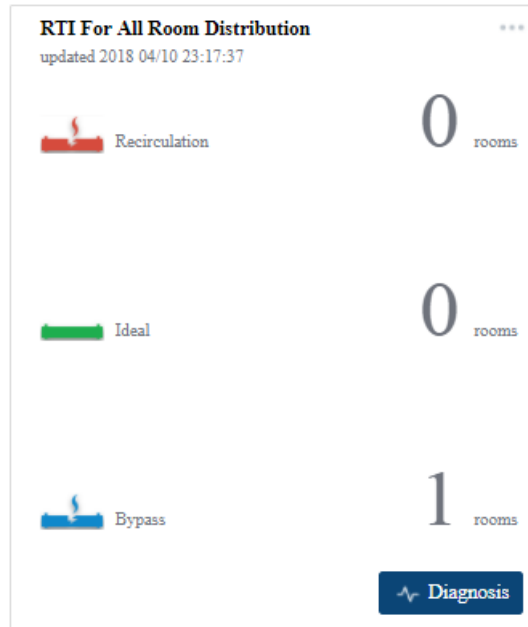 RTI For All Room Distribution
updated 2018 04/10 23:17:37
Recirculation 0 rooms
Ideal 0 rooms
Bypass 1 rooms
Diagnosis